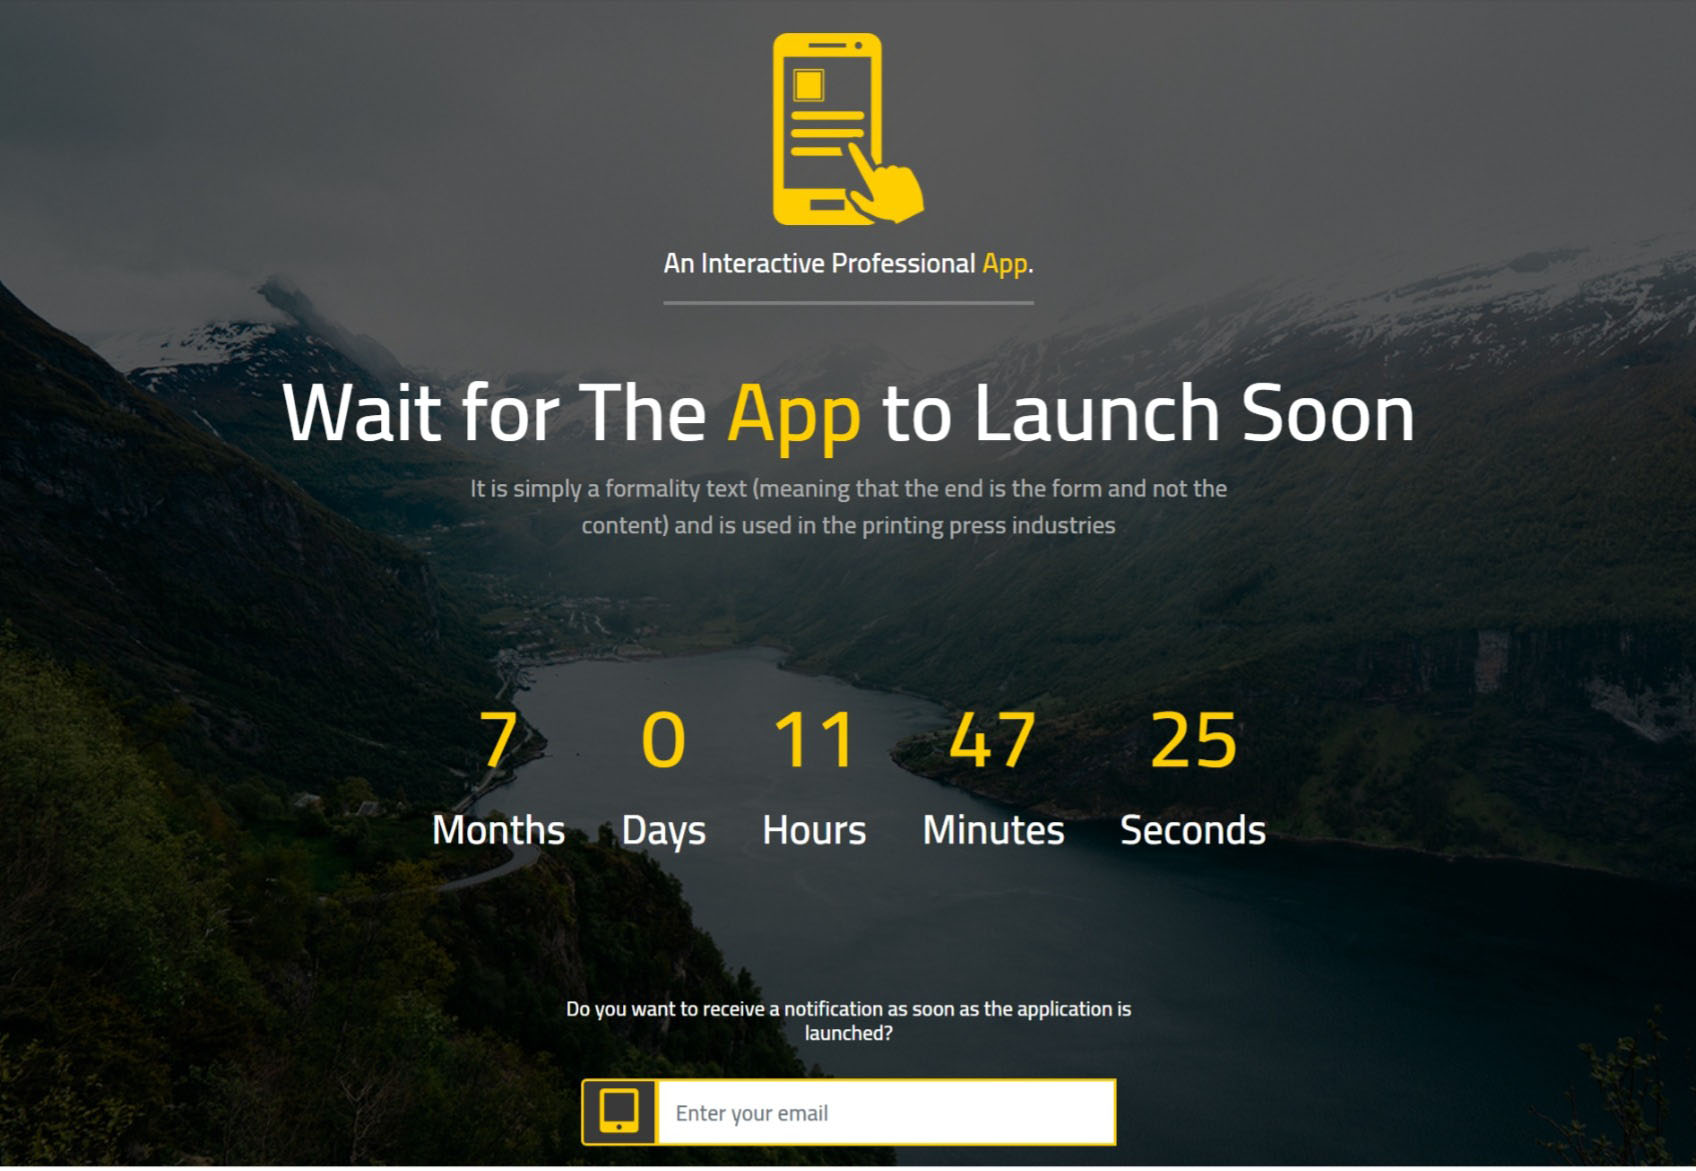 An Interactive Professional App.
Wait for The App to Launch Soon
It is simply a formality text (meaning that the end is the form and not the
content) and is used in the printing press industries
7 0 11 47 25
Months Days Hours Minutes Seconds
Do you want to receive a notification as soon as the application is
launched?
Enter your email